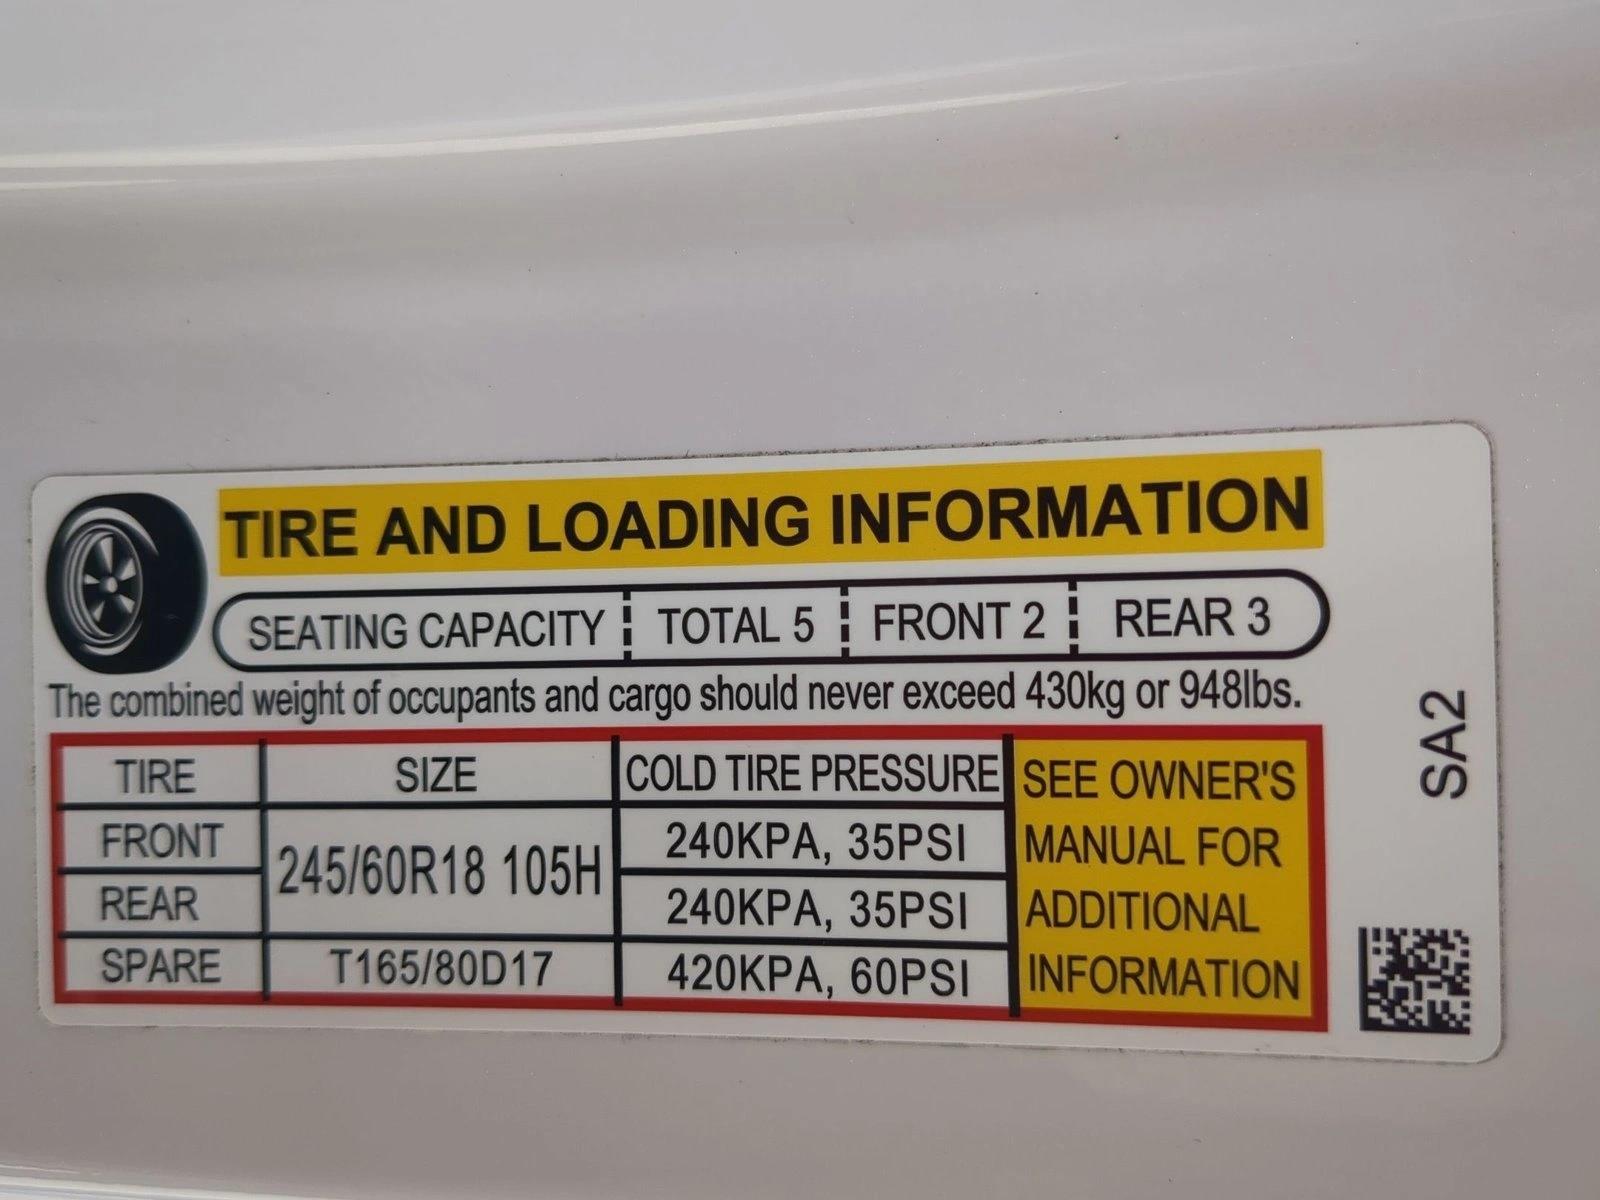 TIRE AND LOADING INFORMATION
SEATING CAPACITY TOTAL 5 FRONT 2 REAR 3
The combined weight of occupants and cargo should never exceed 430kg or 948lbs.
TIRE SIZE COLD TIRE PRESSURE
FRONT 245/60R18 105H 240KPA, 35PSI
REAR 240KPA, 35PSI
SPARE T165/80D17 420KPA, 60PSI
SEE OWNER'S
MANUAL FOR
ADDITIONAL
INFORMATION
SA2